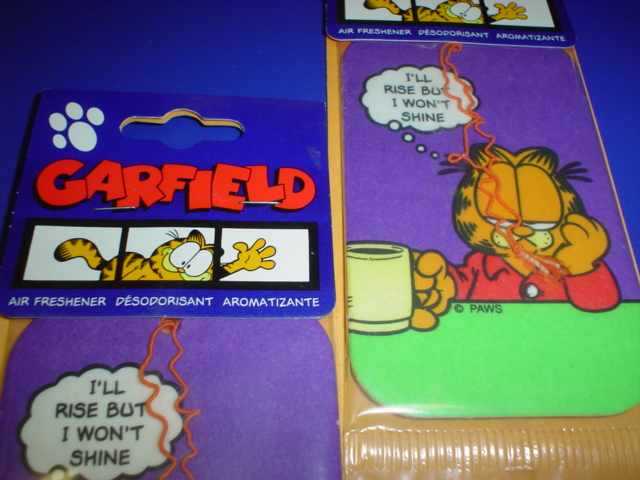 GARFIELD
AIR FRESHENER DÉSODORISANT AROMATIZANTE
I'LL
RISE BUT
I WON'T
SHINE
AIR FRESHENER DÉSODORISANT AROMATIZANTE
I'LL
RISE BUT
I WON'T
SHINE
© PAWS